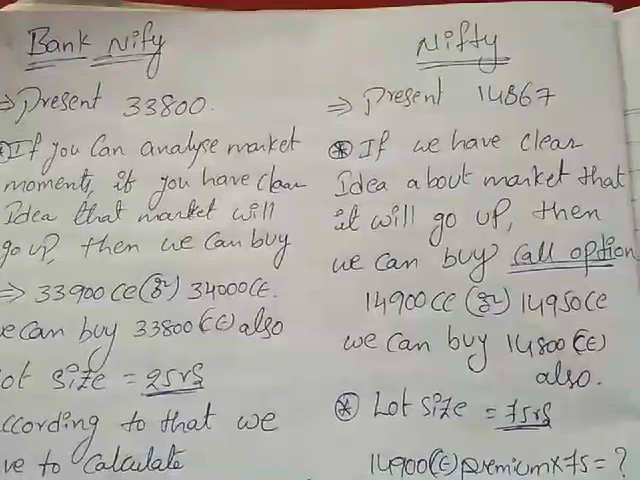 Bank Nify
⇒ Present 33800.
⊛ If you can analyse market
moments, if you have clear
Idea that market will
go up, then we can buy
⇒ 33900 CE (or) 34000 CE.
we can buy 33800 (CE) also
Lot size = 25rs
According to that we
have to calculate
Nifty
⇒ Present 14867
⊛ If we have clear
Idea about market that
it will go up, then
we can buy call option
14900 CE (or) 14950 CE
we can buy 14800 (CE)
also.
⊛ Lot size = 75rs
14900 (CE) premium x 75 = ?